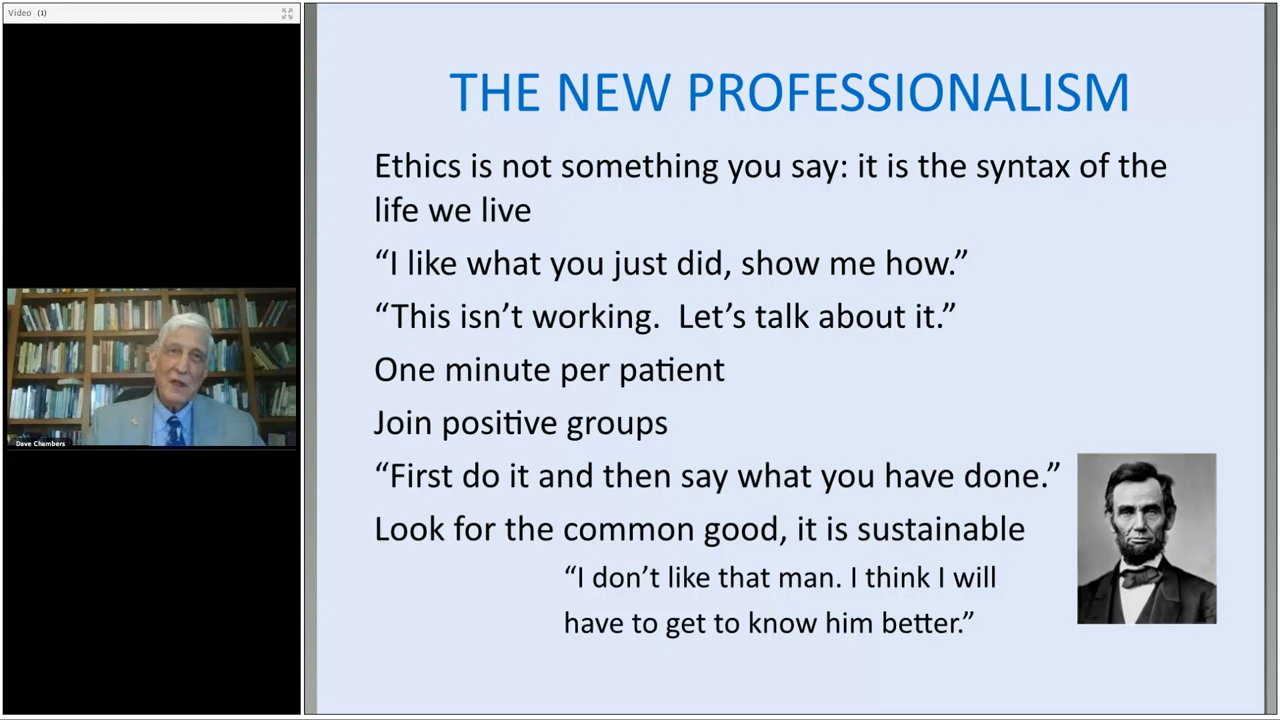 Video (1)
Dave Chambers
THE NEW PROFESSIONALISM
Ethics is not something you say: it is the syntax of the
life we live
“I like what you just did, show me how.”
“This isn’t working.  Let’s talk about it.”
One minute per patient
Join positive groups
“First do it and then say what you have done.”
Look for the common good, it is sustainable
“I don’t like that man. I think I will
have to get to know him better.”